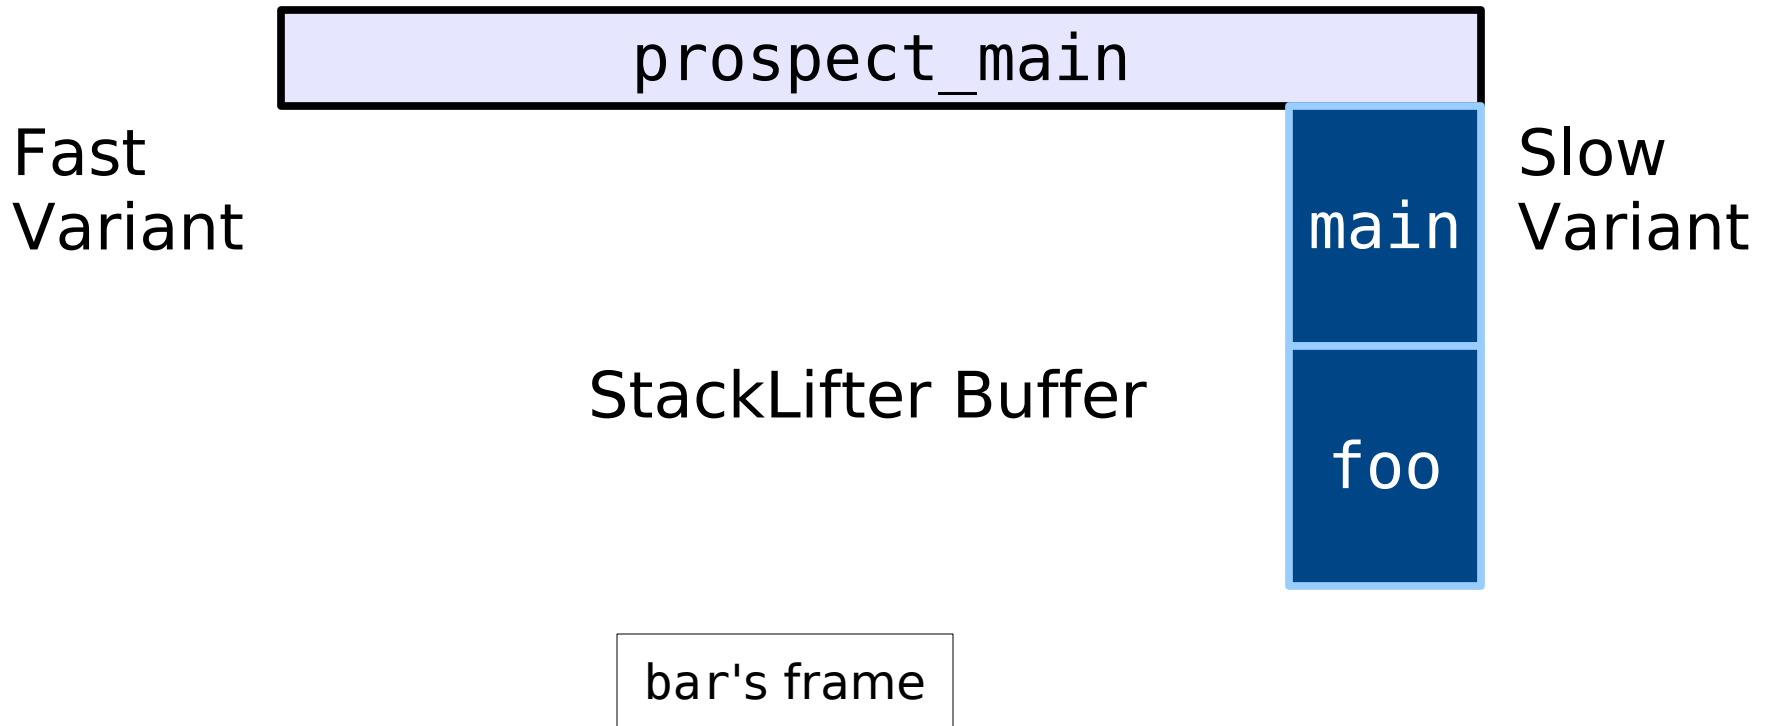 prospect_main
Fast
Variant
main
Slow
Variant
StackLifter Buffer
foo
bar's frame